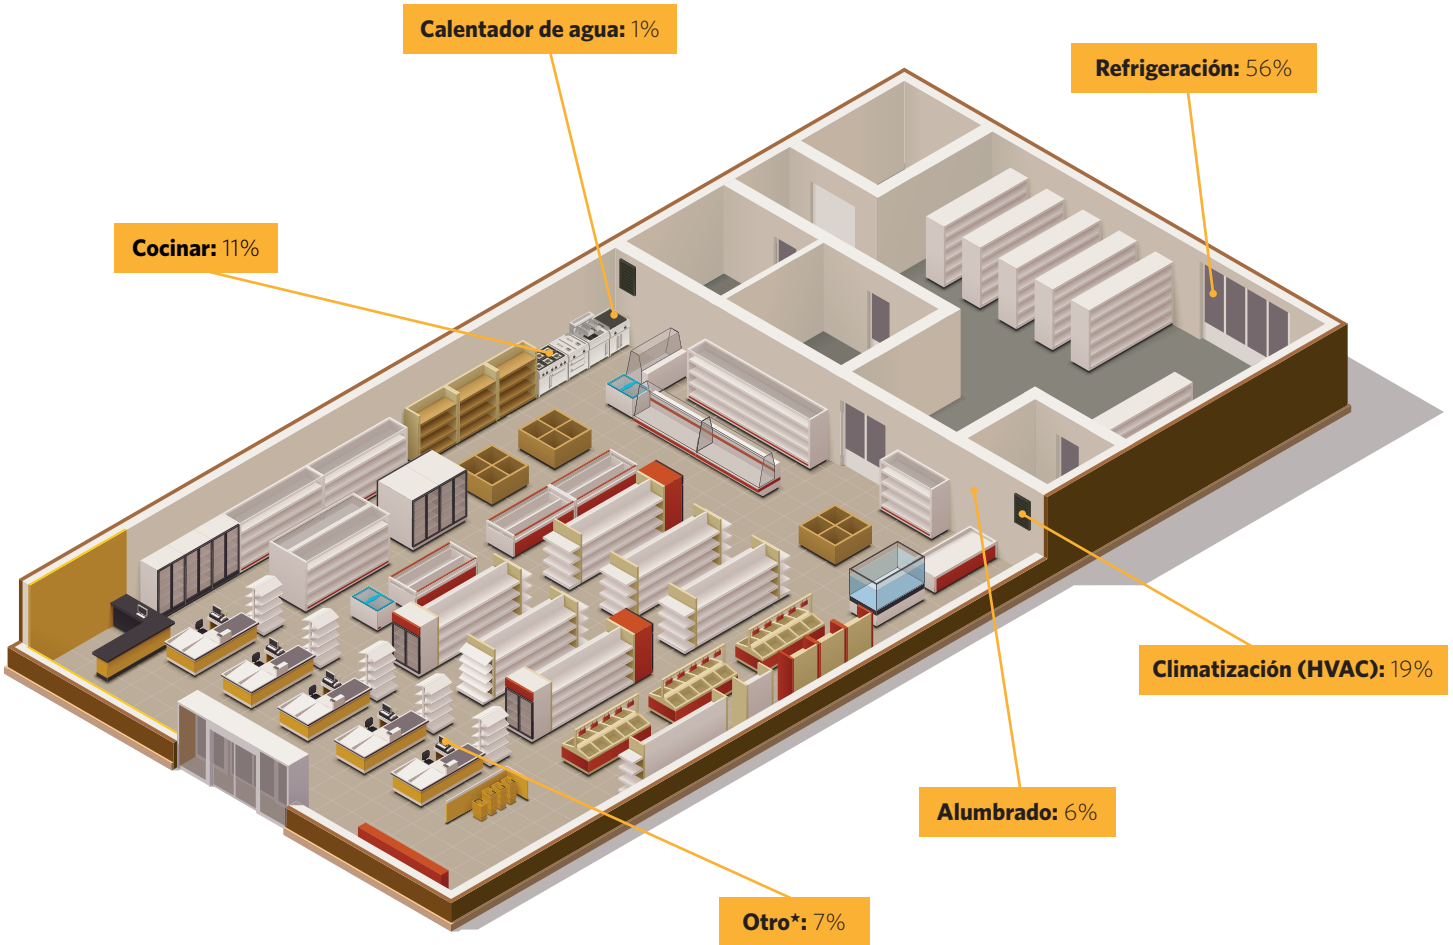 Calentador de agua: 1%
Refrigeración: 56%
Cocinar: 11%
Climatización (HVAC): 19%
Alumbrado: 6%
Otro★: 7%